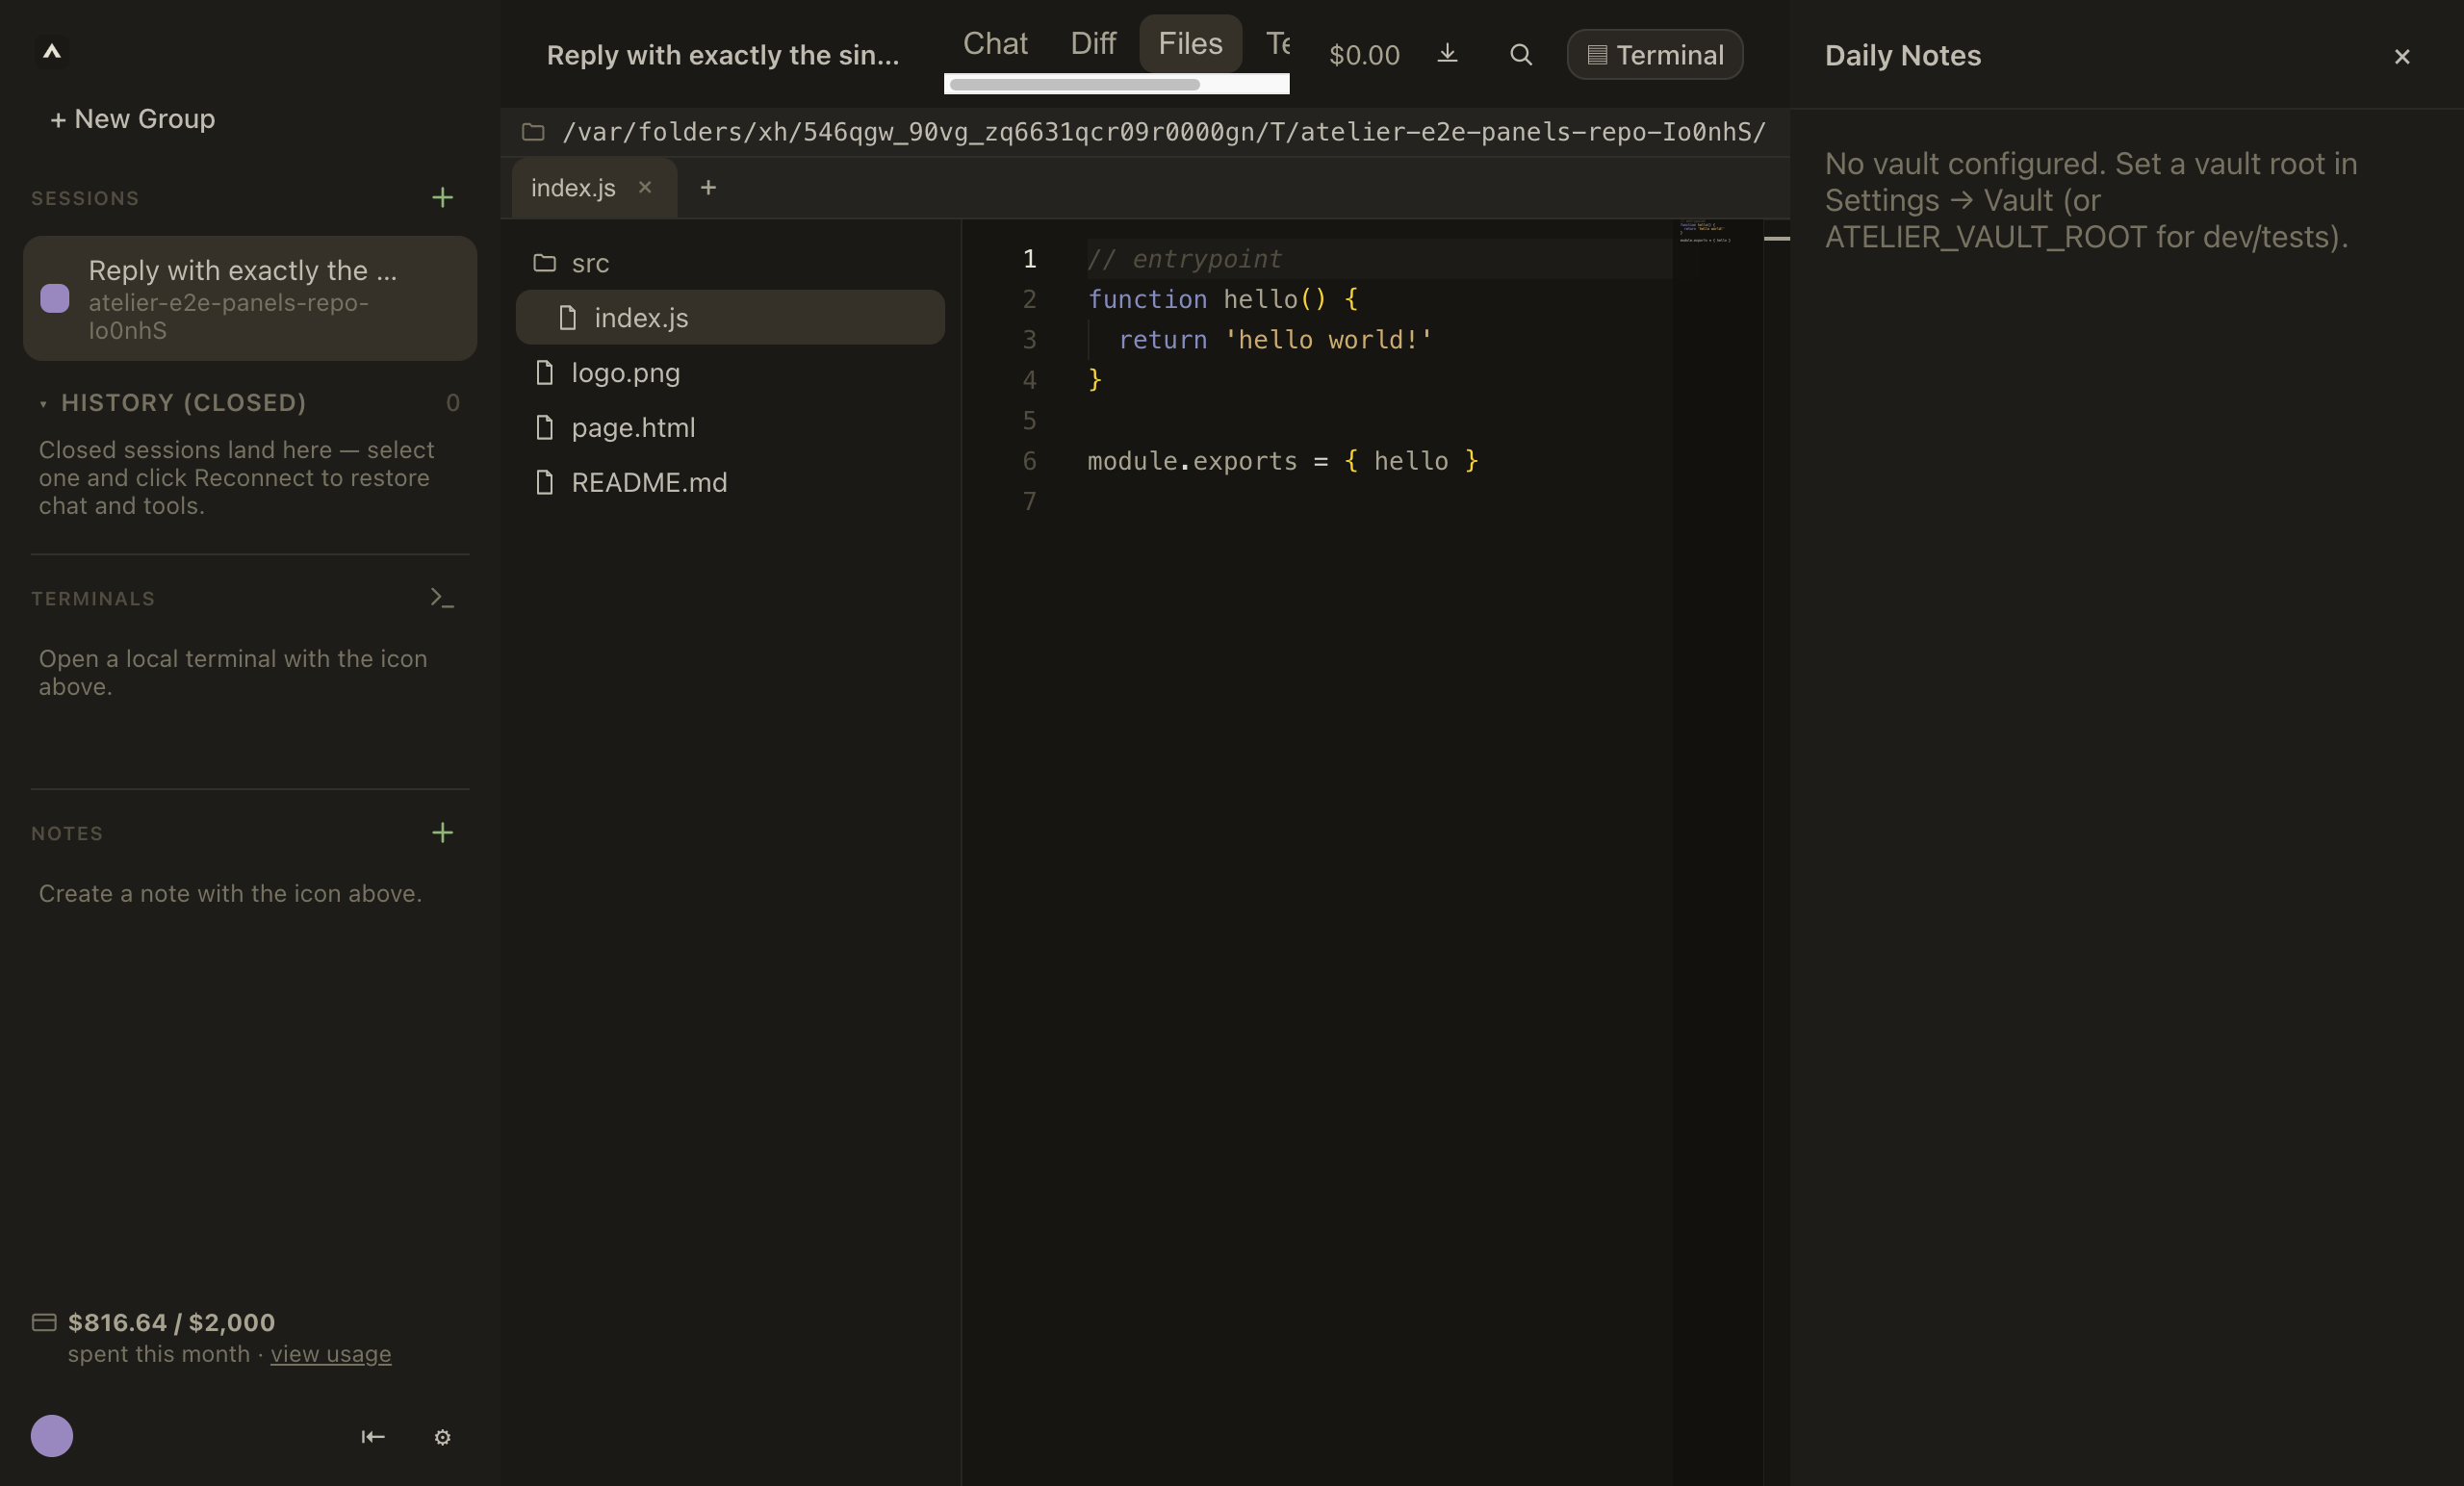 + New Group
SESSIONS
Reply with exactly the ...
atelier-e2e-panels-repo-
Io0nhS
HISTORY (CLOSED) 0
Closed sessions land here — select
one and click Reconnect to restore
chat and tools.
TERMINALS
Open a local terminal with the icon
above.
NOTES
Create a note with the icon above.
$816.64 / $2,000
spent this month · view usage
Reply with exactly the sin... Chat Diff Files Te $0.00 Terminal
/var/folders/xh/546qgw_90vg_zq6631qcr09r0000gn/T/atelier-e2e-panels-repo-Io0nhS/
index.js × +
src
index.js
logo.png
page.html
README.md
1 // entrypoint
2 function hello() {
3 return 'hello world!'
4 }
5
6 module.exports = { hello }
7
Daily Notes ×
No vault configured. Set a vault root in
Settings → Vault (or
ATELIER_VAULT_ROOT for dev/tests).